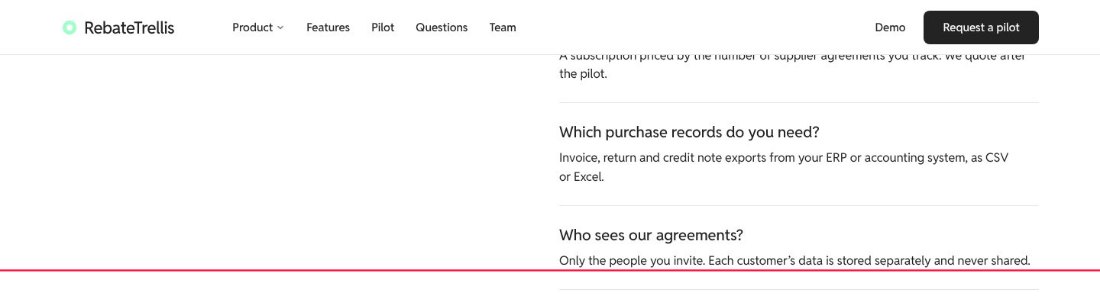 RebateTrellis
Product
Features
Pilot
Questions
Team
Demo
Request a pilot
A subscription priced by the number of supplier agreements you track. We quote after
the pilot.
Which purchase records do you need?
Invoice, return and credit note exports from your ERP or accounting system, as CSV
or Excel.
Who sees our agreements?
Only the people you invite. Each customer’s data is stored separately and never shared.